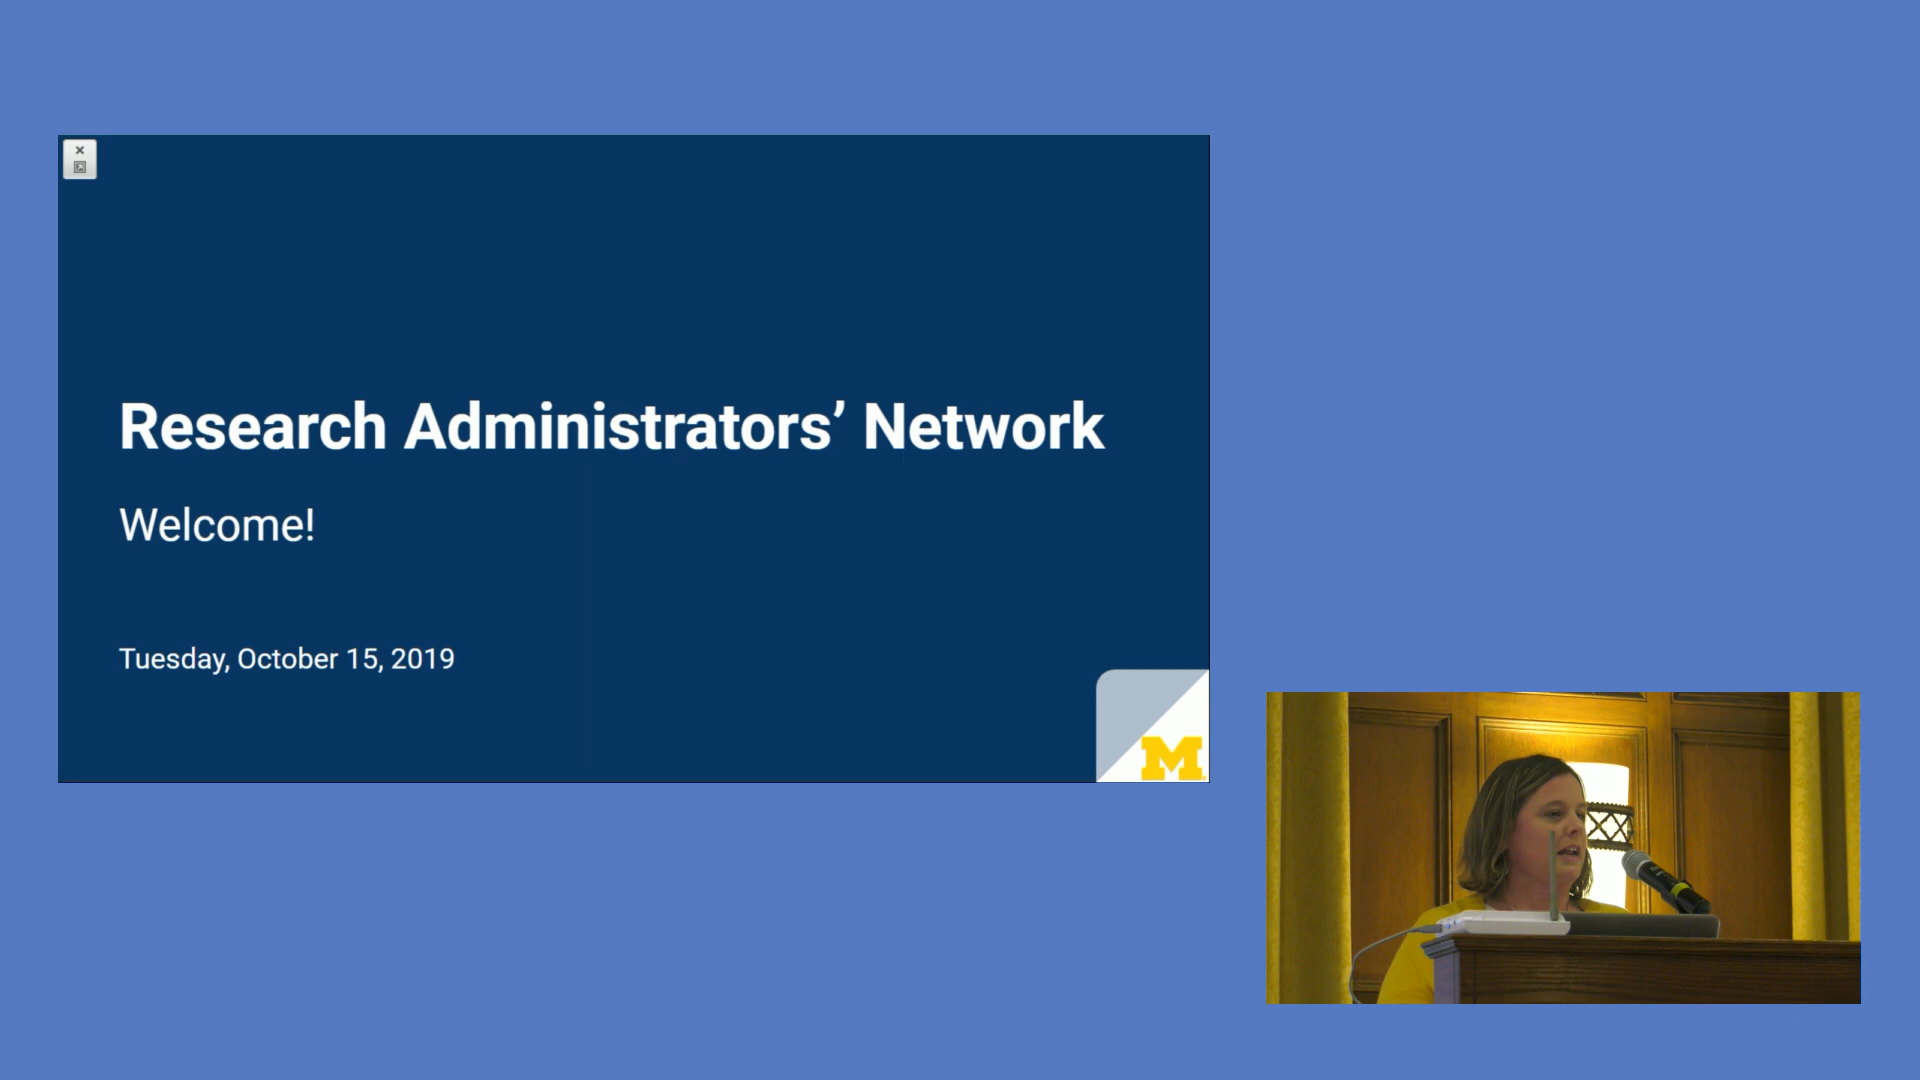 Research Administrators’ Network
Welcome!
Tuesday, October 15, 2019
M